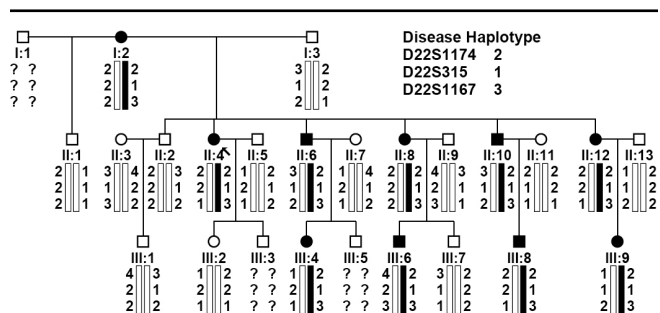 Disease Haplotype
D22S1174 2
D22S315 1
D22S1167 3
I:1 I:2 I:3
? ? 2 2 3 2
? ? 2 1 2 1
? ? 2 3 2 2
II:1 II:3 II:2 II:4 II:5 II:6 II:7 II:8 II:9 II:10 II:11 II:12 II:13
2 1 3 4 2 3 2 2 1 2 3 2 1 4 2 2 4 3 3 2 2 2 2 2 1 1
2 1 2 2 2 1 2 1 2 1 2 1 2 2 2 1 2 1 2 1 1 1 2 1 2 2
2 1 3 2 2 2 4 3 1 2 2 3 1 1 2 3 3 2 2 3 1 1 2 3 2 2
III:1 III:2 III:3 III:4 III:5 III:6 III:7 III:8 III:9
4 3 1 2 ? ? 1 2 ? ? 4 2 3 2 2 2 1 2
2 1 2 2 ? ? 2 1 ? ? 2 1 1 2 1 1 2 1
2 2 1 1 ? ? 1 3 ? ? 3 3 2 2 1 3 1 3